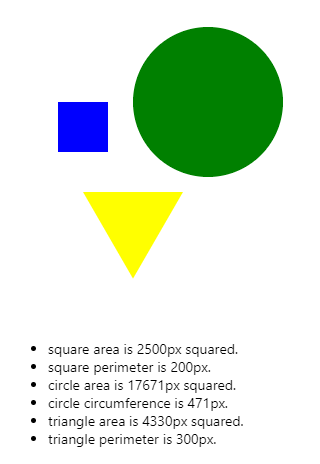 square area is 2500px squared.
square perimeter is 200px.
circle area is 17671px squared.
circle circumference is 471px.
triangle area is 4330px squared.
triangle perimeter is 300px.